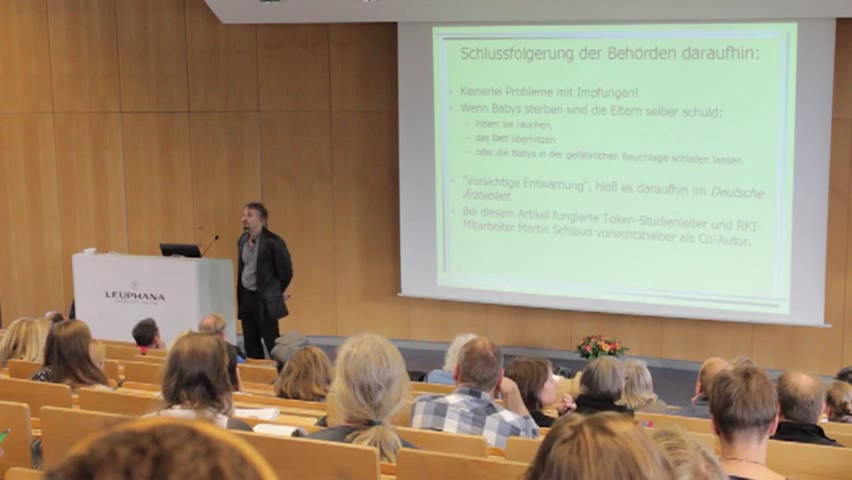 Schlussfolgerung der Behörden daraufhin:
Keinerlei Probleme mit Impfungen!
Wenn Babys sterben sind die Eltern selber schuld:
– indem sie rauchen,
– das Bett überhitzen
– oder die Babys in der gefährlichen Bauchlage schlafen lassen.
"Vorsichtige Entwarnung", hieß es daraufhin im Deutsche
Ärzteblatt.
Bei diesem Artikel fungierte Token-Studienleiter und RKI-
Mitarbeiter Martin Schlaud vorsichtshalber als Co-Autor.
LEUPHANA